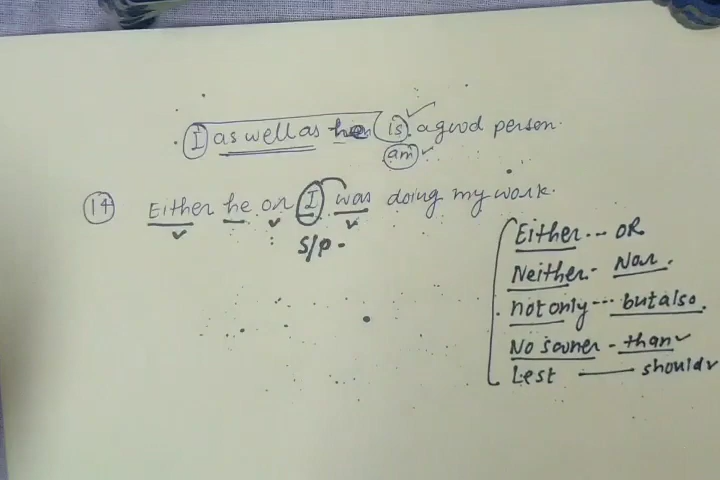 I as well as he is a good person.
am
14 Either he or I was doing my work.
S/P -
Either --- OR
Neither - Nor.
not only --- but also.
No sooner - than
Lest —— should